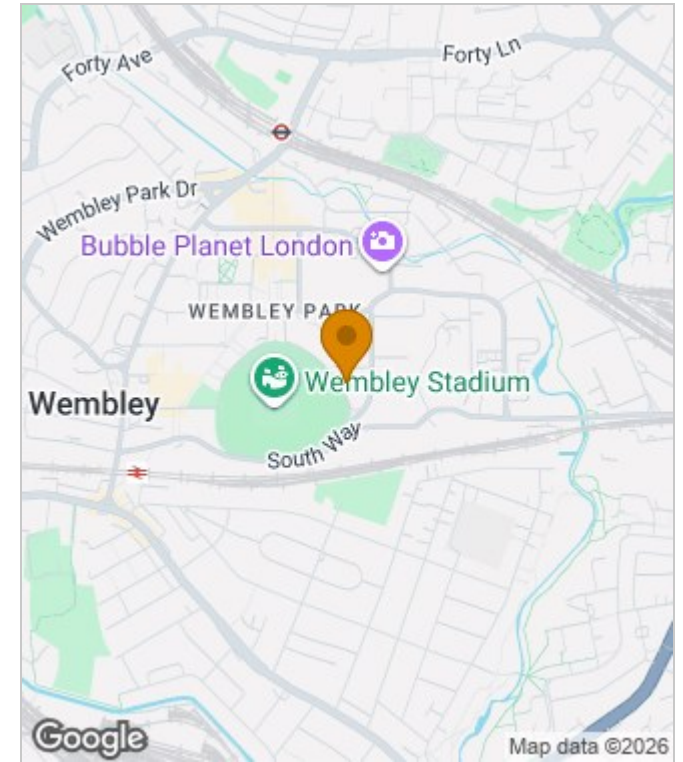 Forty Ave
Forty Ln
Wembley Park Dr
Bubble Planet London
WEMBLEY PARK
Wembley Stadium
Wembley
South Way
Google
Map data ©2026